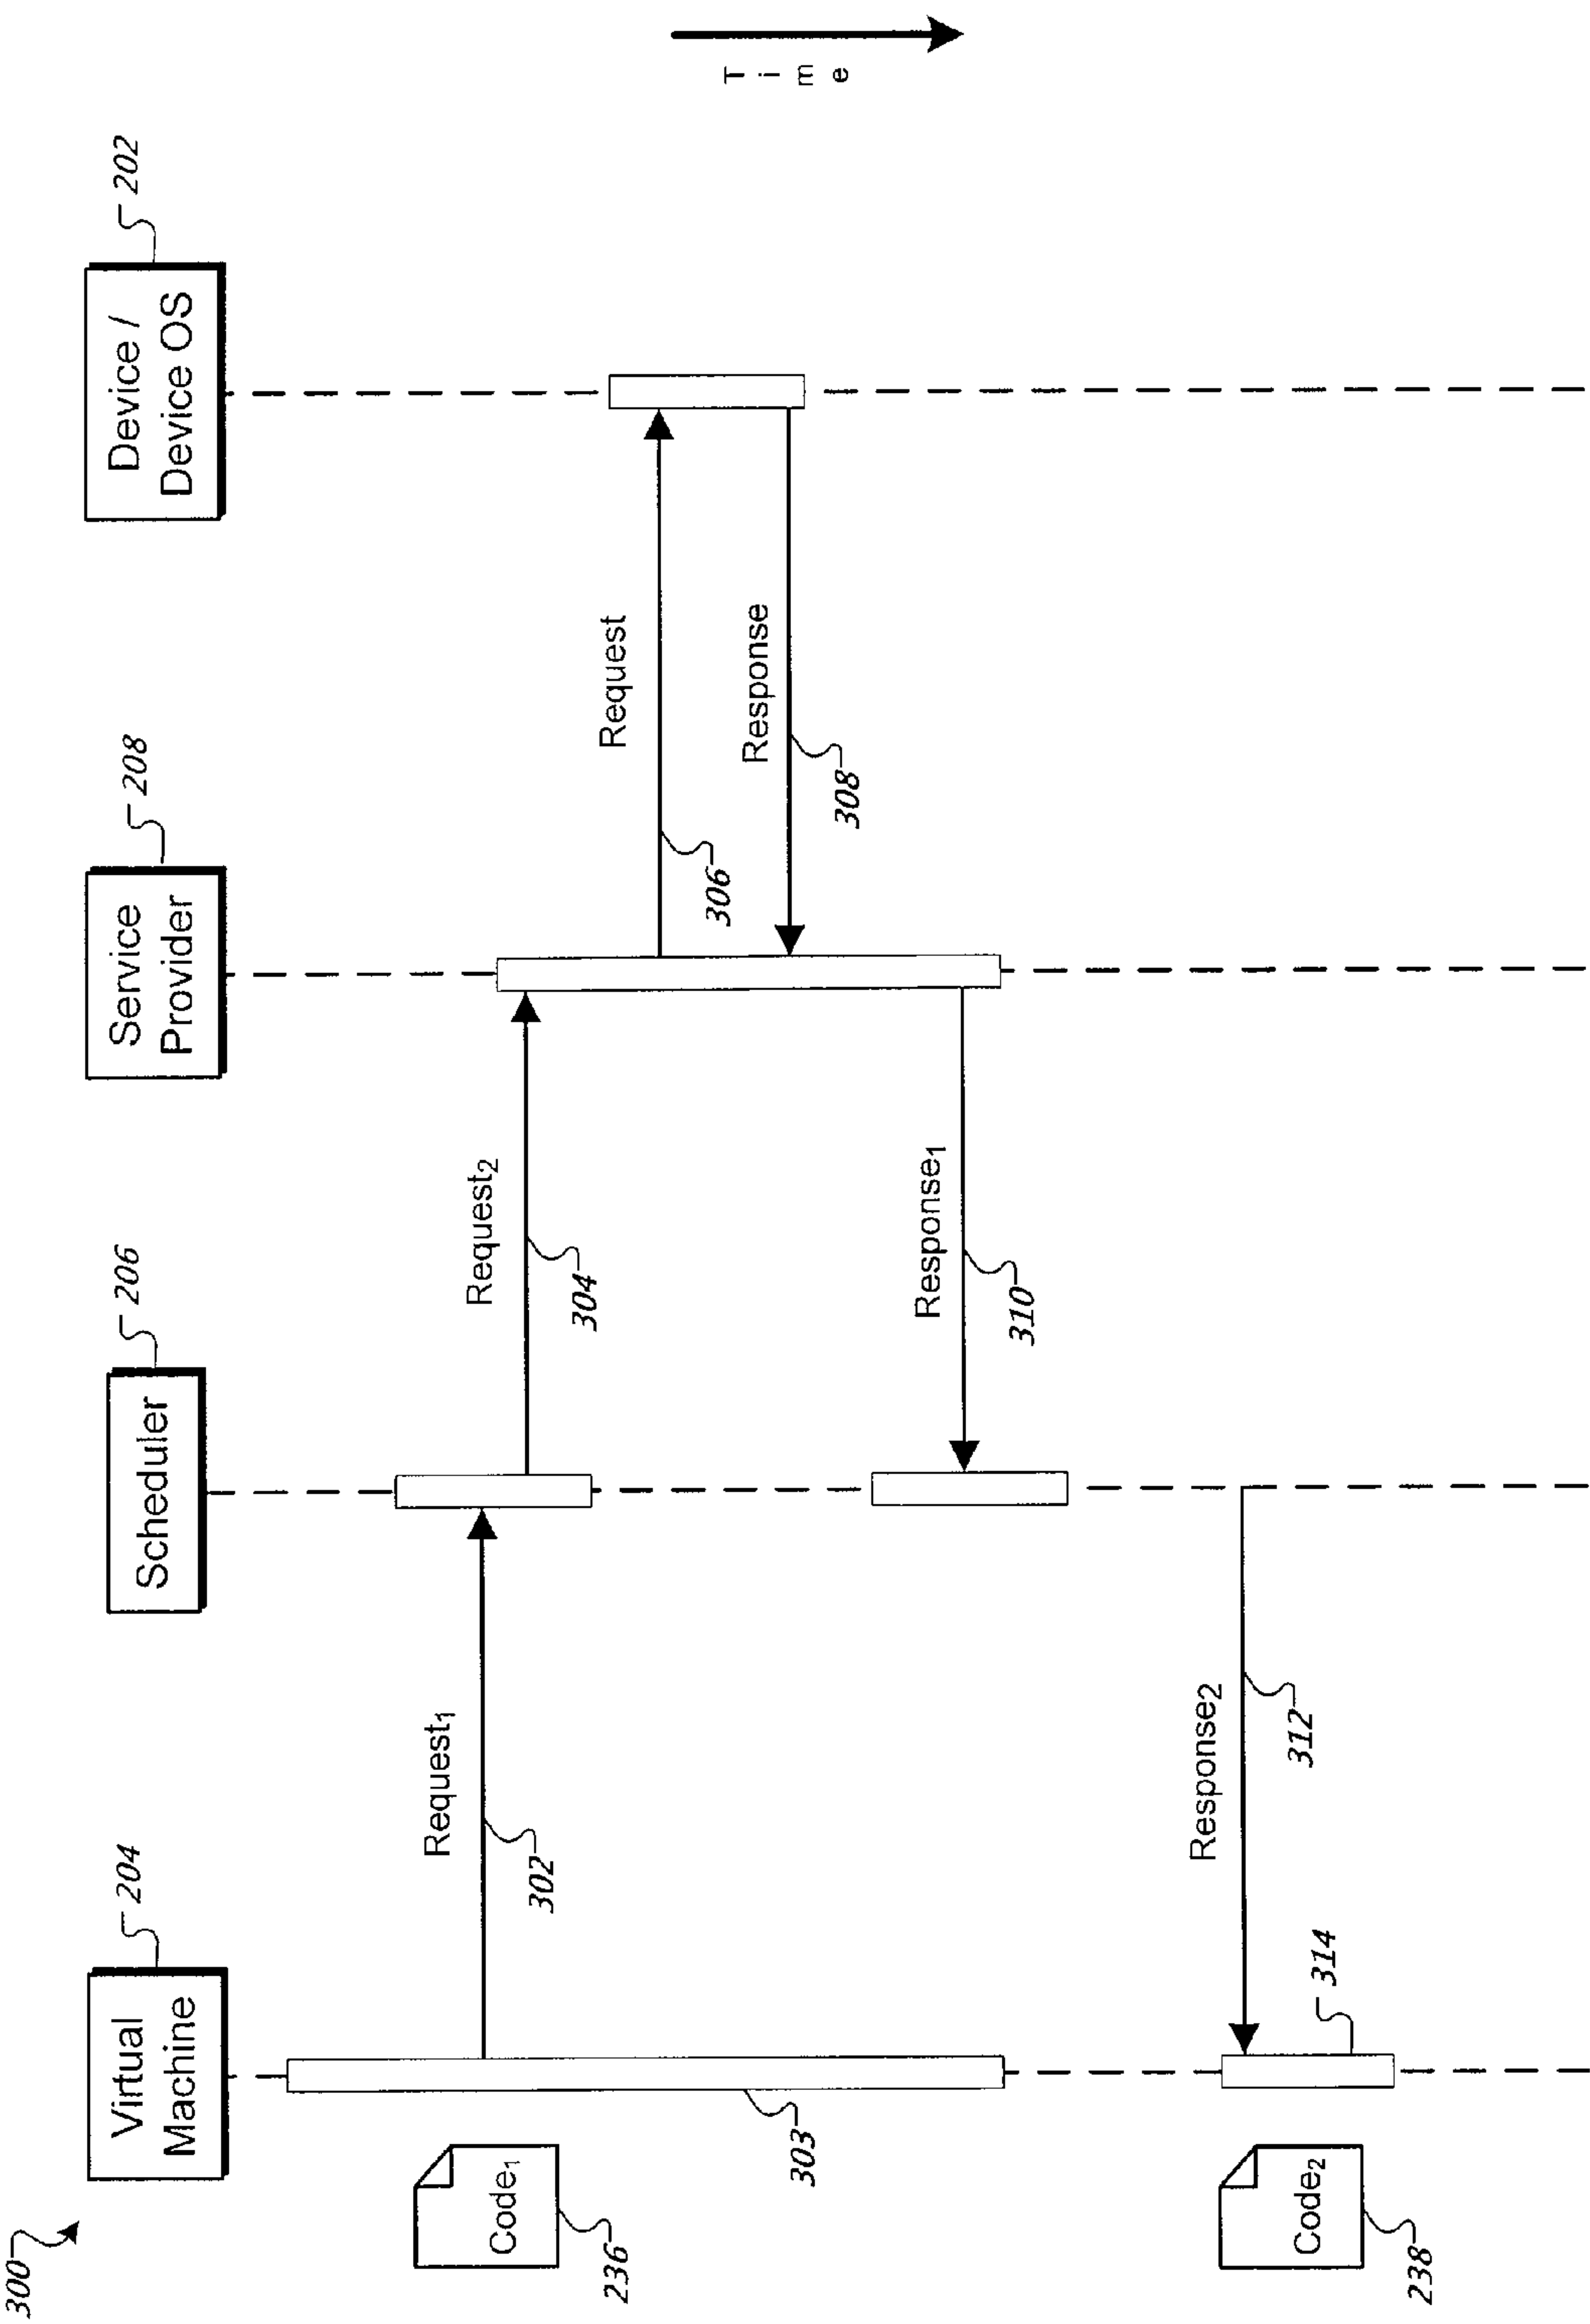 300
Virtual
Machine
204
Scheduler
206
Service
Provider
208
Device /
Device OS
202
Time
Code₁
236
Request₁
302
Request₂
304
Request
306
Response
308
303
Response₁
310
Code₂
238
Response₂
312
314